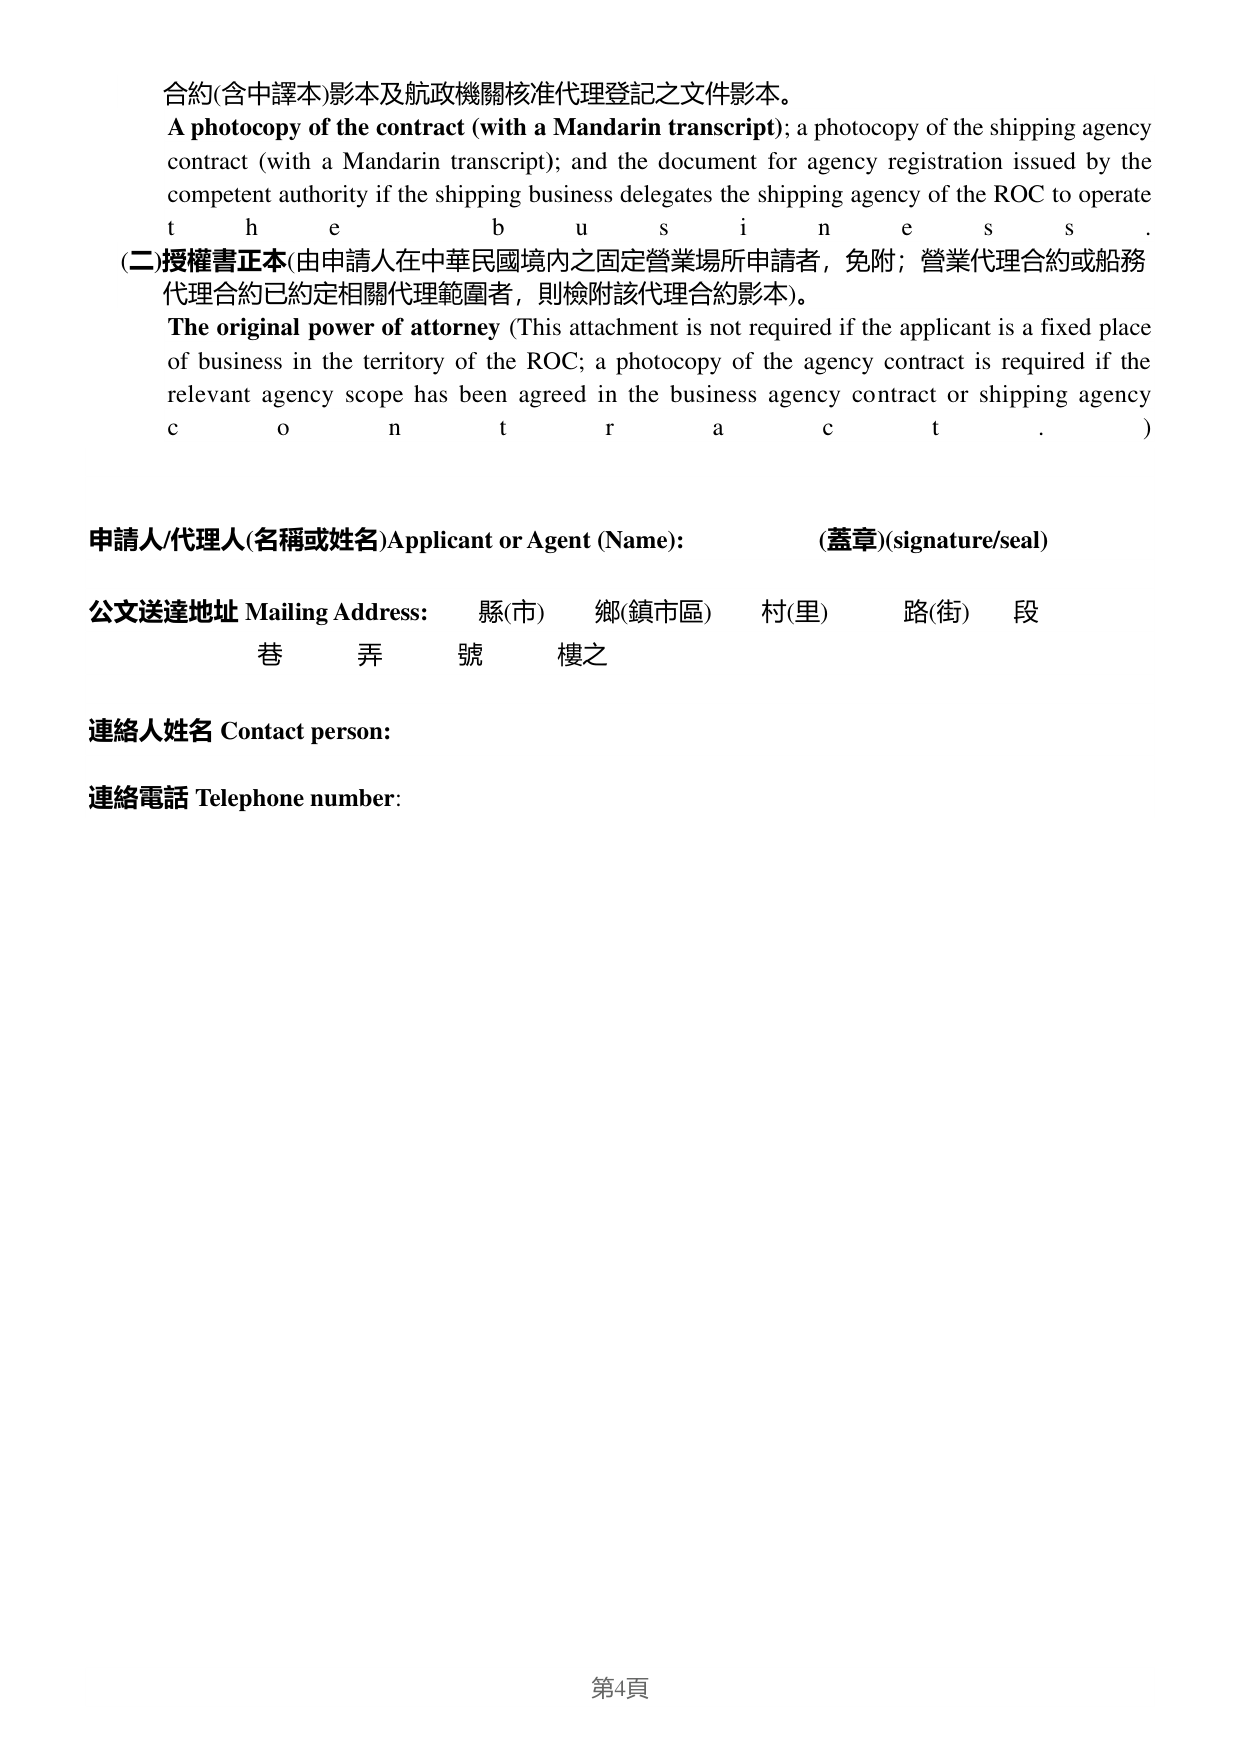 合約(含中譯本)影本及航政機關核准代理登記之文件影本。
A photocopy of the contract (with a Mandarin transcript); a photocopy of the shipping agency
contract (with a Mandarin transcript); and the document for agency registration issued by the
competent authority if the shipping business delegates the shipping agency of the ROC to operate
the business.
(二)授權書正本(由申請人在中華民國境內之固定營業場所申請者，免附；營業代理合約或船務
代理合約已約定相關代理範圍者，則檢附該代理合約影本)。
The original power of attorney (This attachment is not required if the applicant is a fixed place
of business in the territory of the ROC; a photocopy of the agency contract is required if the
relevant agency scope has been agreed in the business agency contract or shipping agency
contract.)
申請人/代理人(名稱或姓名)Applicant or Agent (Name): (蓋章)(signature/seal)
公文送達地址 Mailing Address: 縣(市) 鄉(鎮市區) 村(里) 路(街) 段
巷 弄 號 樓之
連絡人姓名 Contact person:
連絡電話 Telephone number:
第4頁